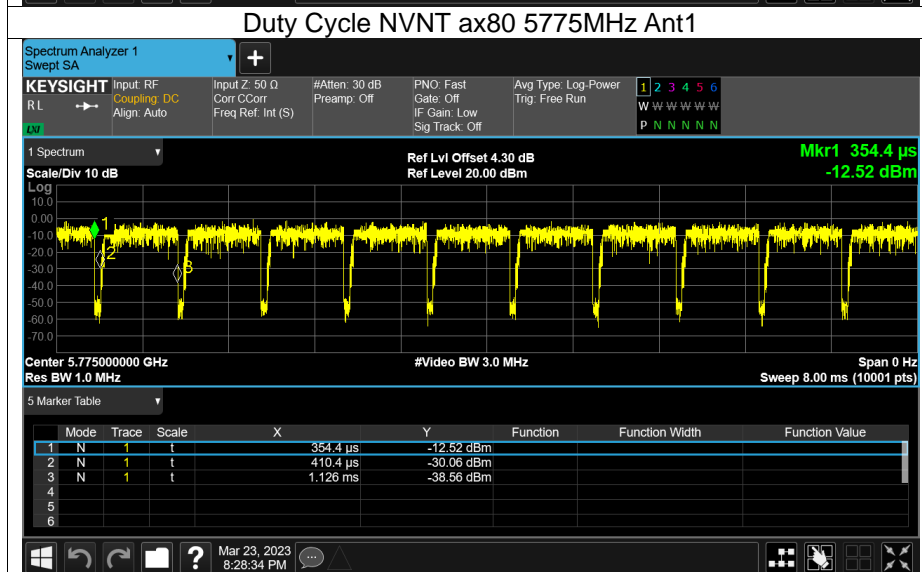 Duty Cycle NVNT ax80 5775MHz Ant1
Spectrum Analyzer 1
Swept SA
+
KEYSIGHT
R L
LXI
Input: RF
Coupling: DC
Align: Auto
Input Z: 50 Ω
Corr CCorr
Freq Ref: Int (S)
#Atten: 30 dB
Preamp: Off
PNO: Fast
Gate: Off
IF Gain: Low
Sig Track: Off
Avg Type: Log-Power
Trig: Free Run
1 2 3 4 5 6
W W W W W W
P N N N N N
1 Spectrum
Scale/Div 10 dB
Ref Lvl Offset 4.30 dB
Ref Level 20.00 dBm
Mkr1 354.4 µs
-12.52 dBm
Log
10.0
0.00
-10.0
-20.0
-30.0
-40.0
-50.0
-60.0
-70.0
1
2
3
Center 5.775000000 GHz
Res BW 1.0 MHz
#Video BW 3.0 MHz
Span 0 Hz
Sweep 8.00 ms (10001 pts)
5 Marker Table
Mode Trace Scale X Y Function Function Width Function Value
1 N 1 t 354.4 µs -12.52 dBm
2 N 1 t 410.4 µs -30.06 dBm
3 N 1 t 1.126 ms -38.56 dBm
4
5
6
?
Mar 23, 2023
8:28:34 PM